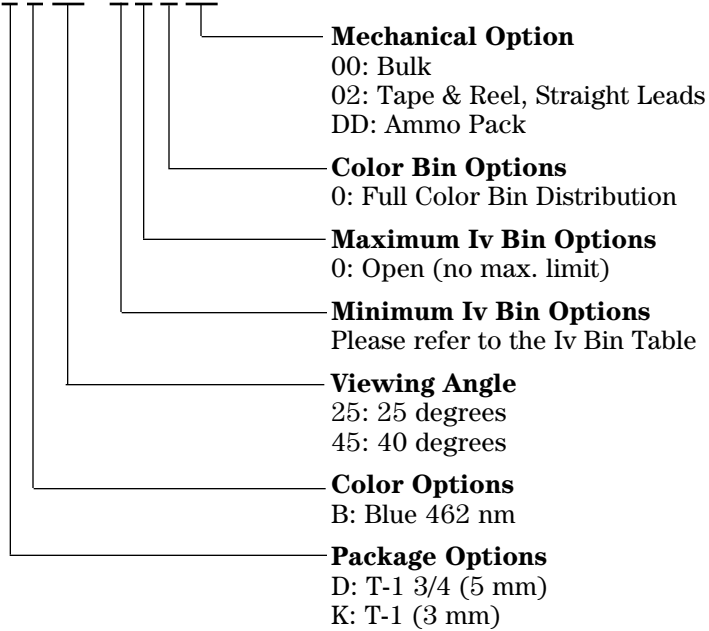 Mechanical Option
00: Bulk
02: Tape & Reel, Straight Leads
DD: Ammo Pack
Color Bin Options
0: Full Color Bin Distribution
Maximum Iv Bin Options
0: Open (no max. limit)
Minimum Iv Bin Options
Please refer to the Iv Bin Table
Viewing Angle
25: 25 degrees
45: 40 degrees
Color Options
B: Blue 462 nm
Package Options
D: T-1 3/4 (5 mm)
K: T-1 (3 mm)